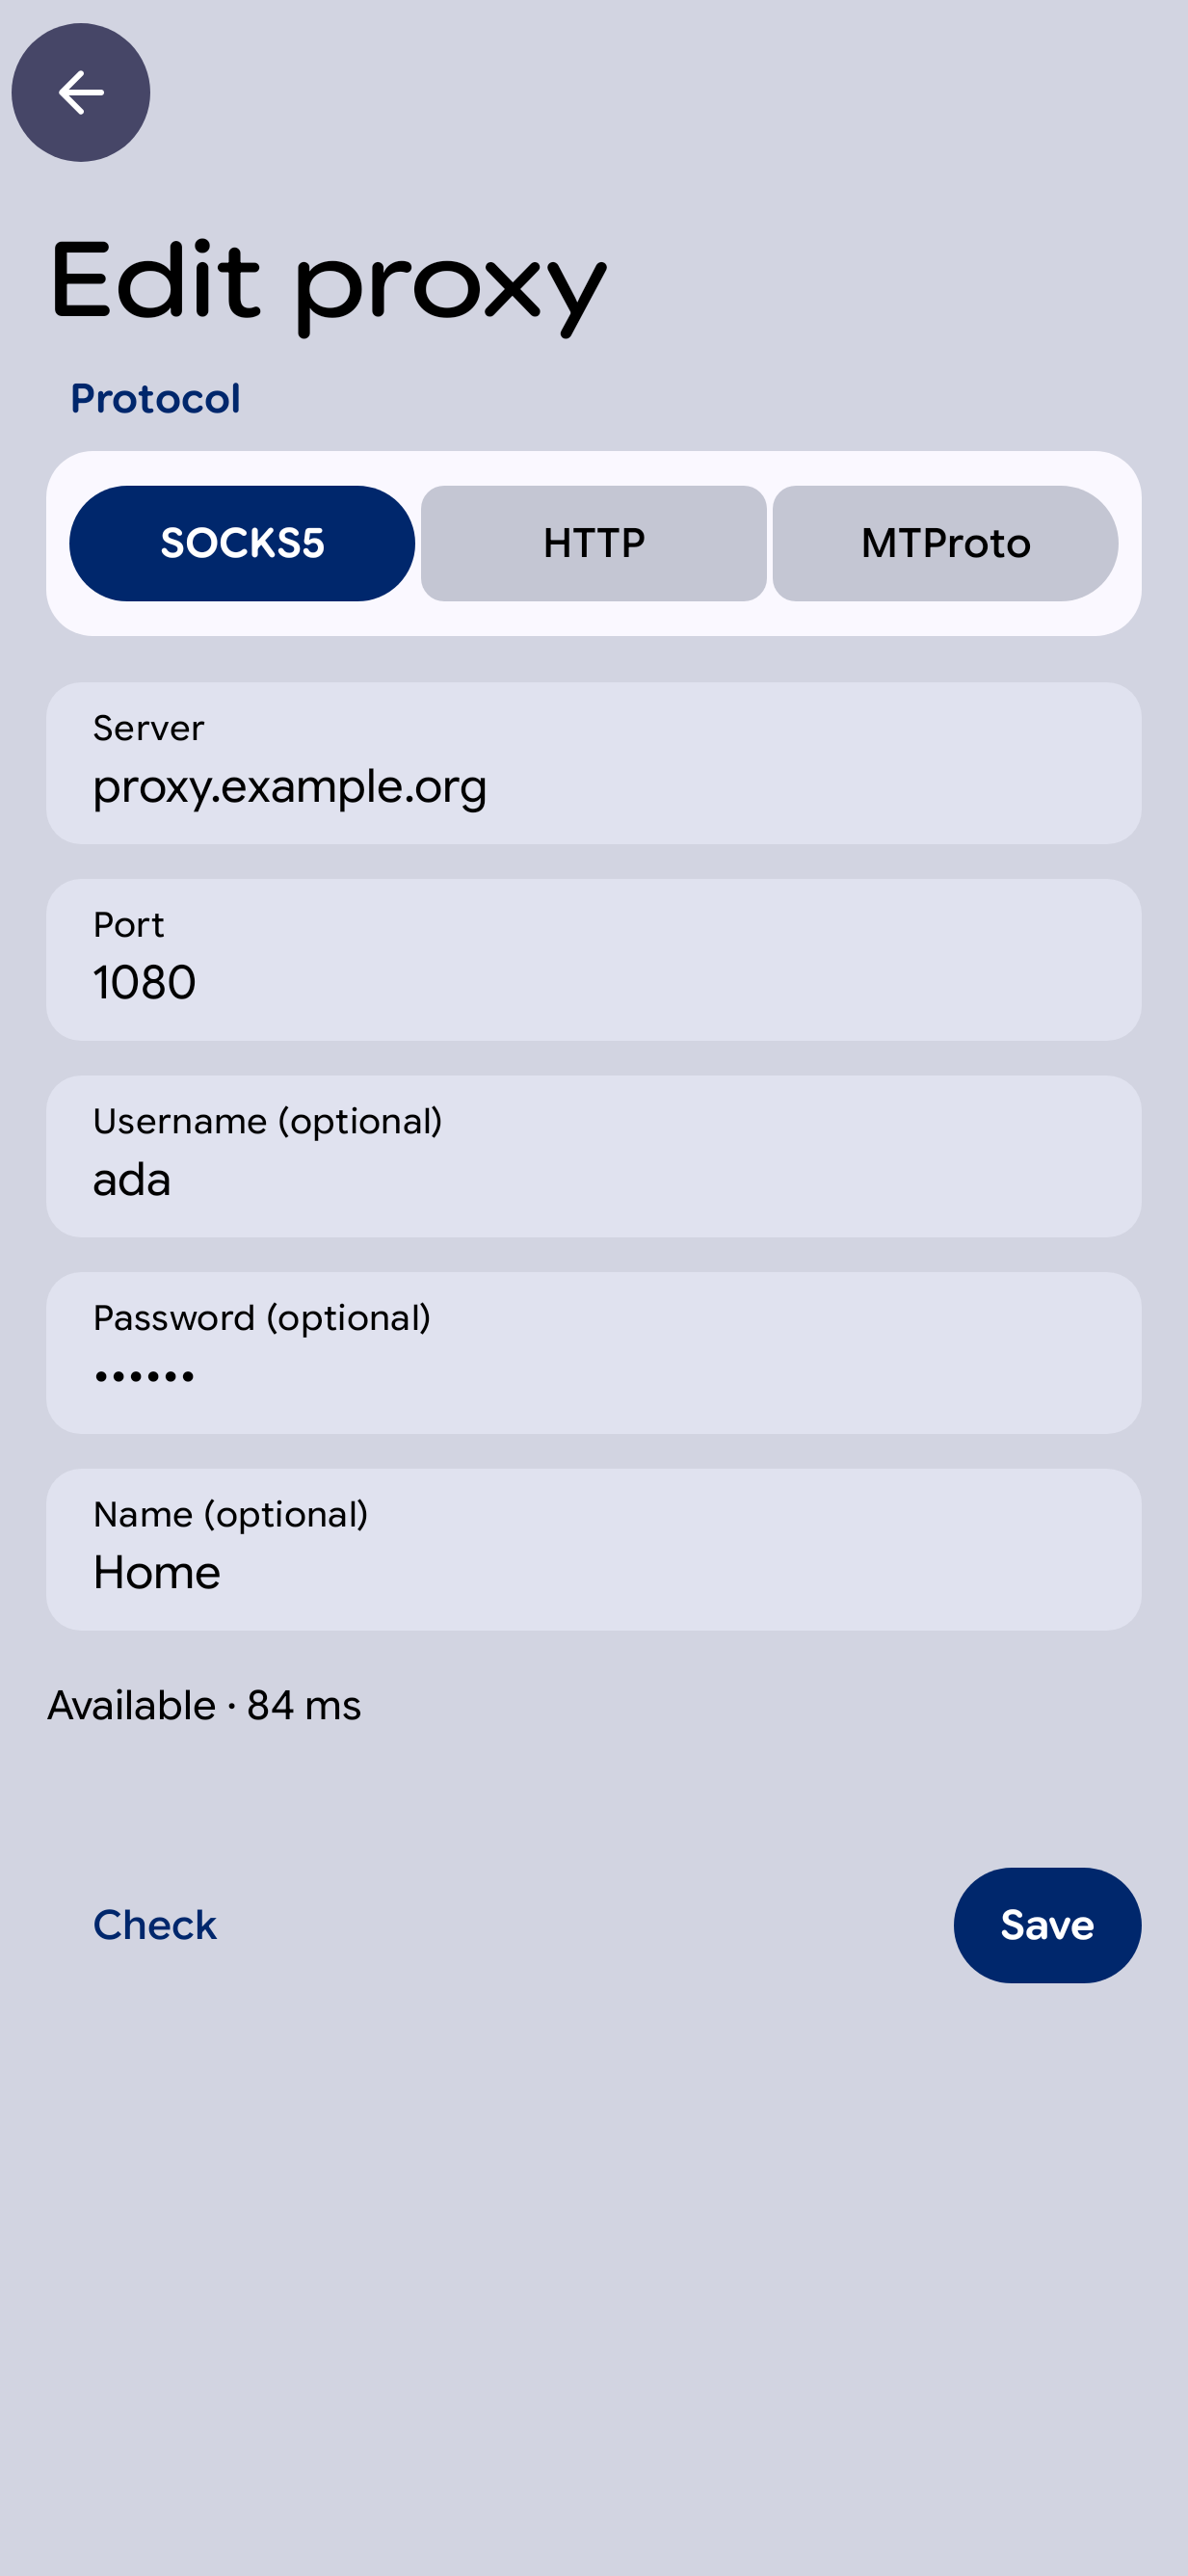 Edit proxy
Protocol
SOCKS5 HTTP MTProto
Server
proxy.example.org
Port
1080
Username (optional)
ada
Password (optional)
••••••
Name (optional)
Home
Available · 84 ms
Check Save